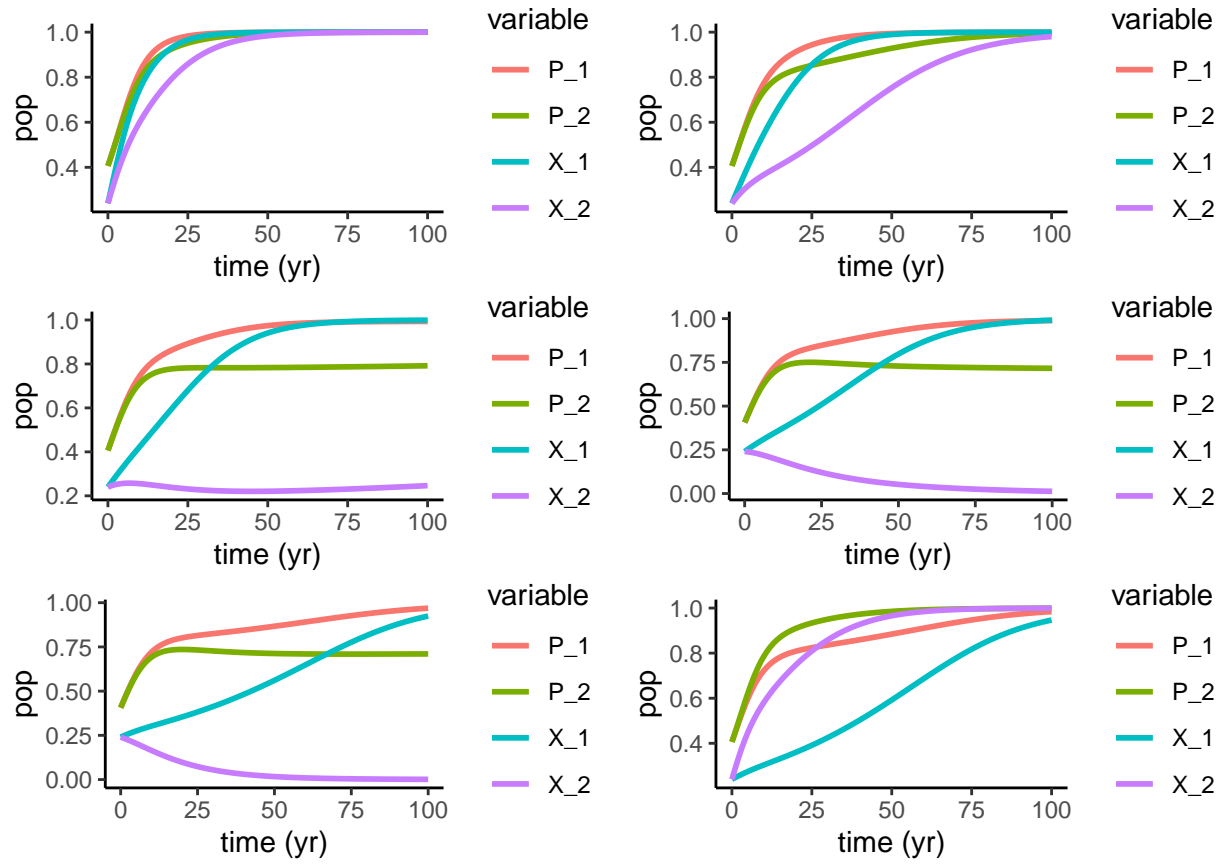 variable
pop
1.0
0.8
0.6
0.4
0 25 50 75 100
time (yr)
P_1
P_2
X_1
X_2
variable
pop
1.0
0.8
0.6
0.4
0 25 50 75 100
time (yr)
P_1
P_2
X_1
X_2
variable
pop
1.0
0.8
0.6
0.4
0.2
0 25 50 75 100
time (yr)
P_1
P_2
X_1
X_2
variable
pop
1.00
0.75
0.50
0.25
0.00
0 25 50 75 100
time (yr)
P_1
P_2
X_1
X_2
variable
pop
1.00
0.75
0.50
0.25
0.00
0 25 50 75 100
time (yr)
P_1
P_2
X_1
X_2
variable
pop
1.0
0.8
0.6
0.4
0 25 50 75 100
time (yr)
P_1
P_2
X_1
X_2